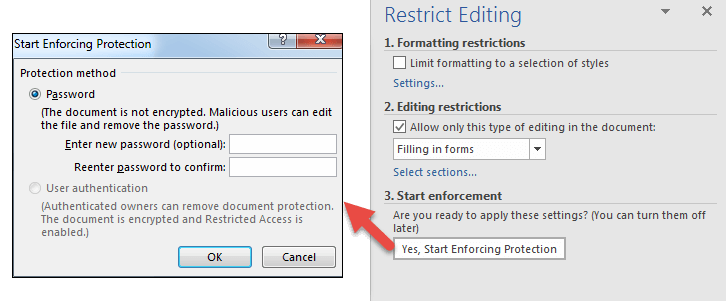 Start Enforcing Protection
Protection method
Password
(The document is not encrypted. Malicious users can edit
the file and remove the password.)
Enter new password (optional):
Reenter password to confirm:
User authentication
(Authenticated owners can remove document protection.
The document is encrypted and Restricted Access is
enabled.)
OK Cancel
Restrict Editing
1. Formatting restrictions
Limit formatting to a selection of styles
Settings...
2. Editing restrictions
Allow only this type of editing in the document:
Filling in forms
Select sections...
3. Start enforcement
Are you ready to apply these settings? (You can turn them off
later)
Yes, Start Enforcing Protection